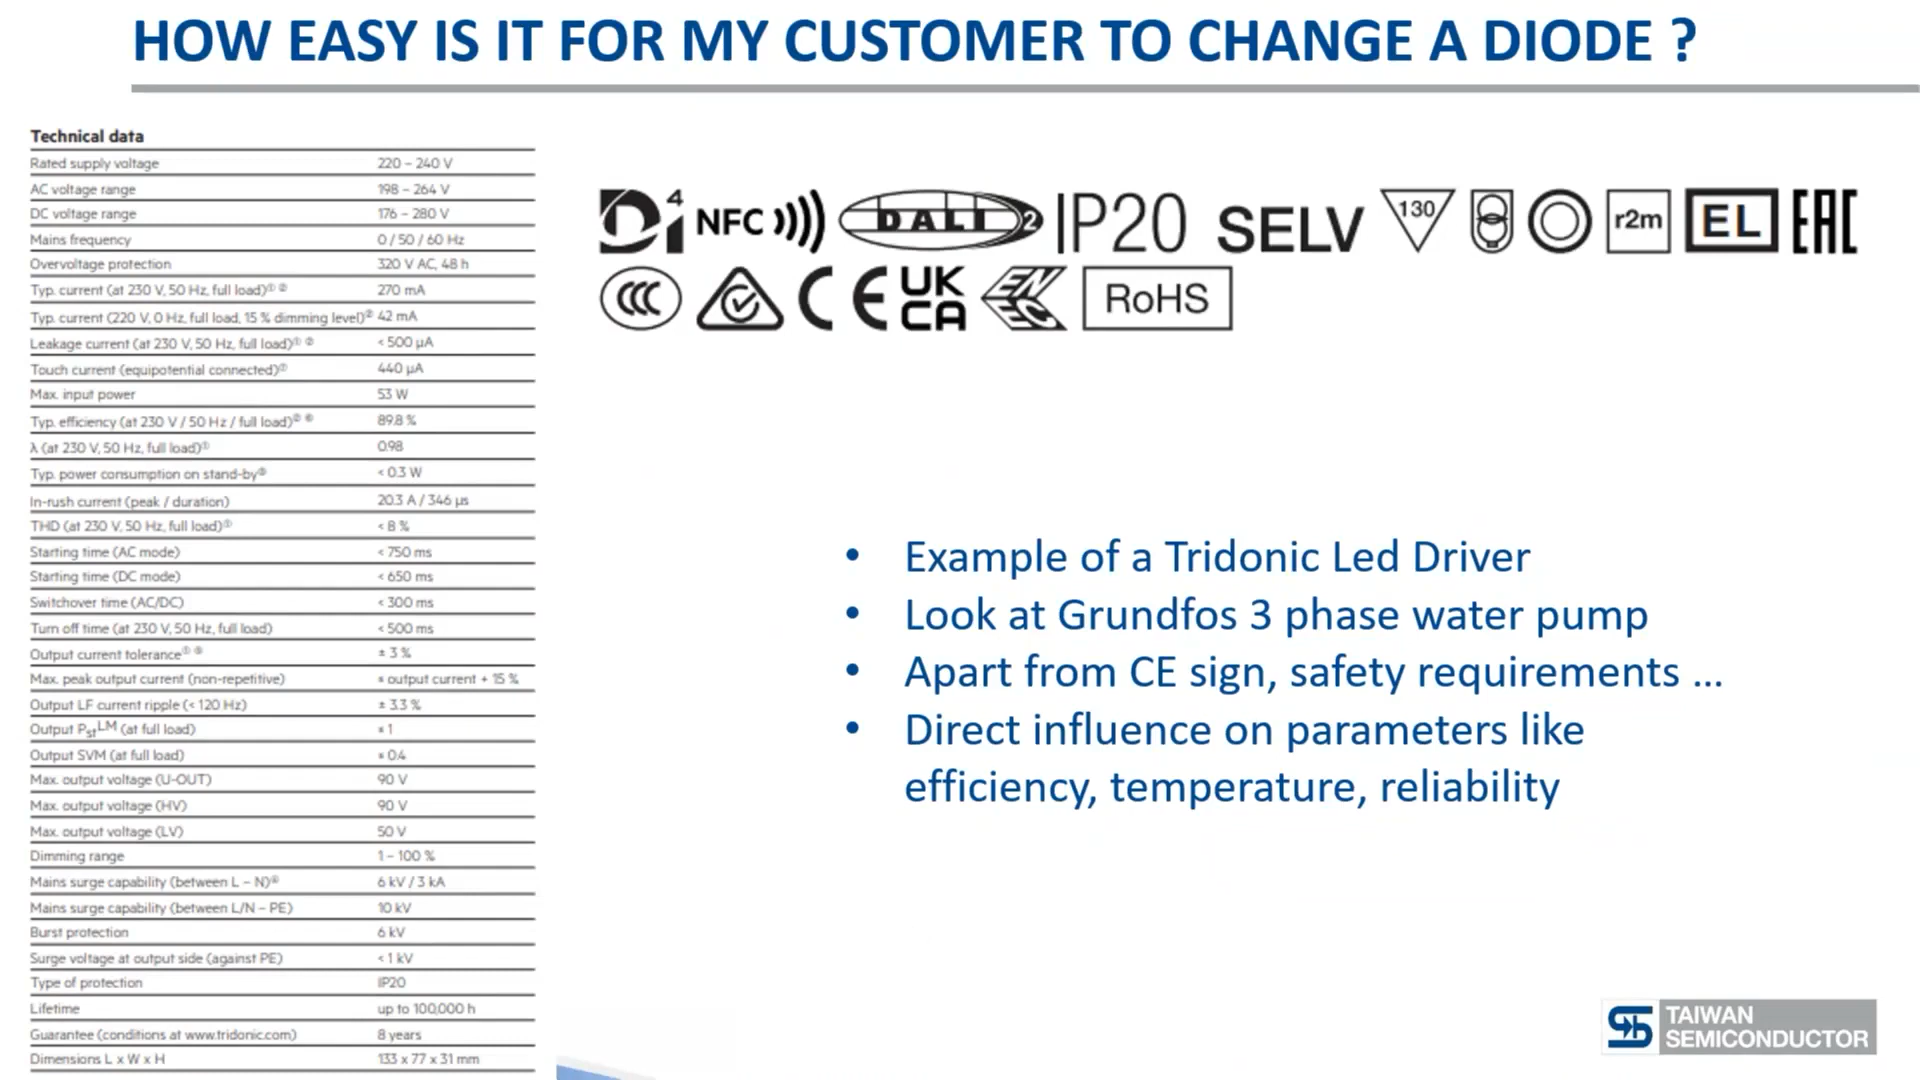 HOW EASY IS IT FOR MY CUSTOMER TO CHANGE A DIODE ?
Technical data
Rated supply voltage 220 – 240 V
AC voltage range 198 – 264 V
DC voltage range 176 – 280 V
Mains frequency 0 / 50 / 60 Hz
Overvoltage protection 320 V AC, 48 h
Typ. current (at 230 V, 50 Hz, full load)① ② 270 mA
Typ. current (220 V, 0 Hz, full load, 15 % dimming level)② 42 mA
Leakage current (at 230 V, 50 Hz, full load)① ② < 500 µA
Touch current (equipotential connected) 440 µA
Max. input power 53 W
Typ. efficiency (at 230 V / 50 Hz / full load) 89.8 %
λ (at 230 V, 50 Hz, full load)① 0.98
Typ. power consumption on stand-by < 0.3 W
In-rush current (peak / duration) 20.3 A / 346 µs
THD (at 230 V, 50 Hz, full load)① < 8 %
Starting time (AC mode) < 750 ms
Starting time (DC mode) < 650 ms
Switchover time (AC/DC) < 300 ms
Turn off time (at 230 V, 50 Hz, full load) < 500 ms
Output current tolerance ± 3 %
Max. peak output current (non-repetitive) ≤ output current + 15 %
Output LF current ripple (< 120 Hz) ± 3.3 %
Output PstLM (at full load) ≤ 1
Output SVM (at full load) ≤ 0.4
Max. output voltage (U-OUT) 90 V
Max. output voltage (HV) 90 V
Max. output voltage (LV) 50 V
Dimming range 1 – 100 %
Mains surge capability (between L – N) 6 kV / 3 kA
Mains surge capability (between L/N – PE) 10 kV
Burst protection 6 kV
Surge voltage at output side (against PE) < 1 kV
Type of protection IP20
Lifetime up to 100,000 h
Guarantee (conditions at www.tridonic.com) 8 years
Dimensions L x W x H 133 x 77 x 31 mm
Di 4 NFC DALI 2 IP20 SELV 130 r2m EL EAC
CCC CE UK CA ENEC RoHS
• Example of a Tridonic Led Driver
• Look at Grundfos 3 phase water pump
• Apart from CE sign, safety requirements ...
• Direct influence on parameters like
efficiency, temperature, reliability
TAIWAN
SEMICONDUCTOR